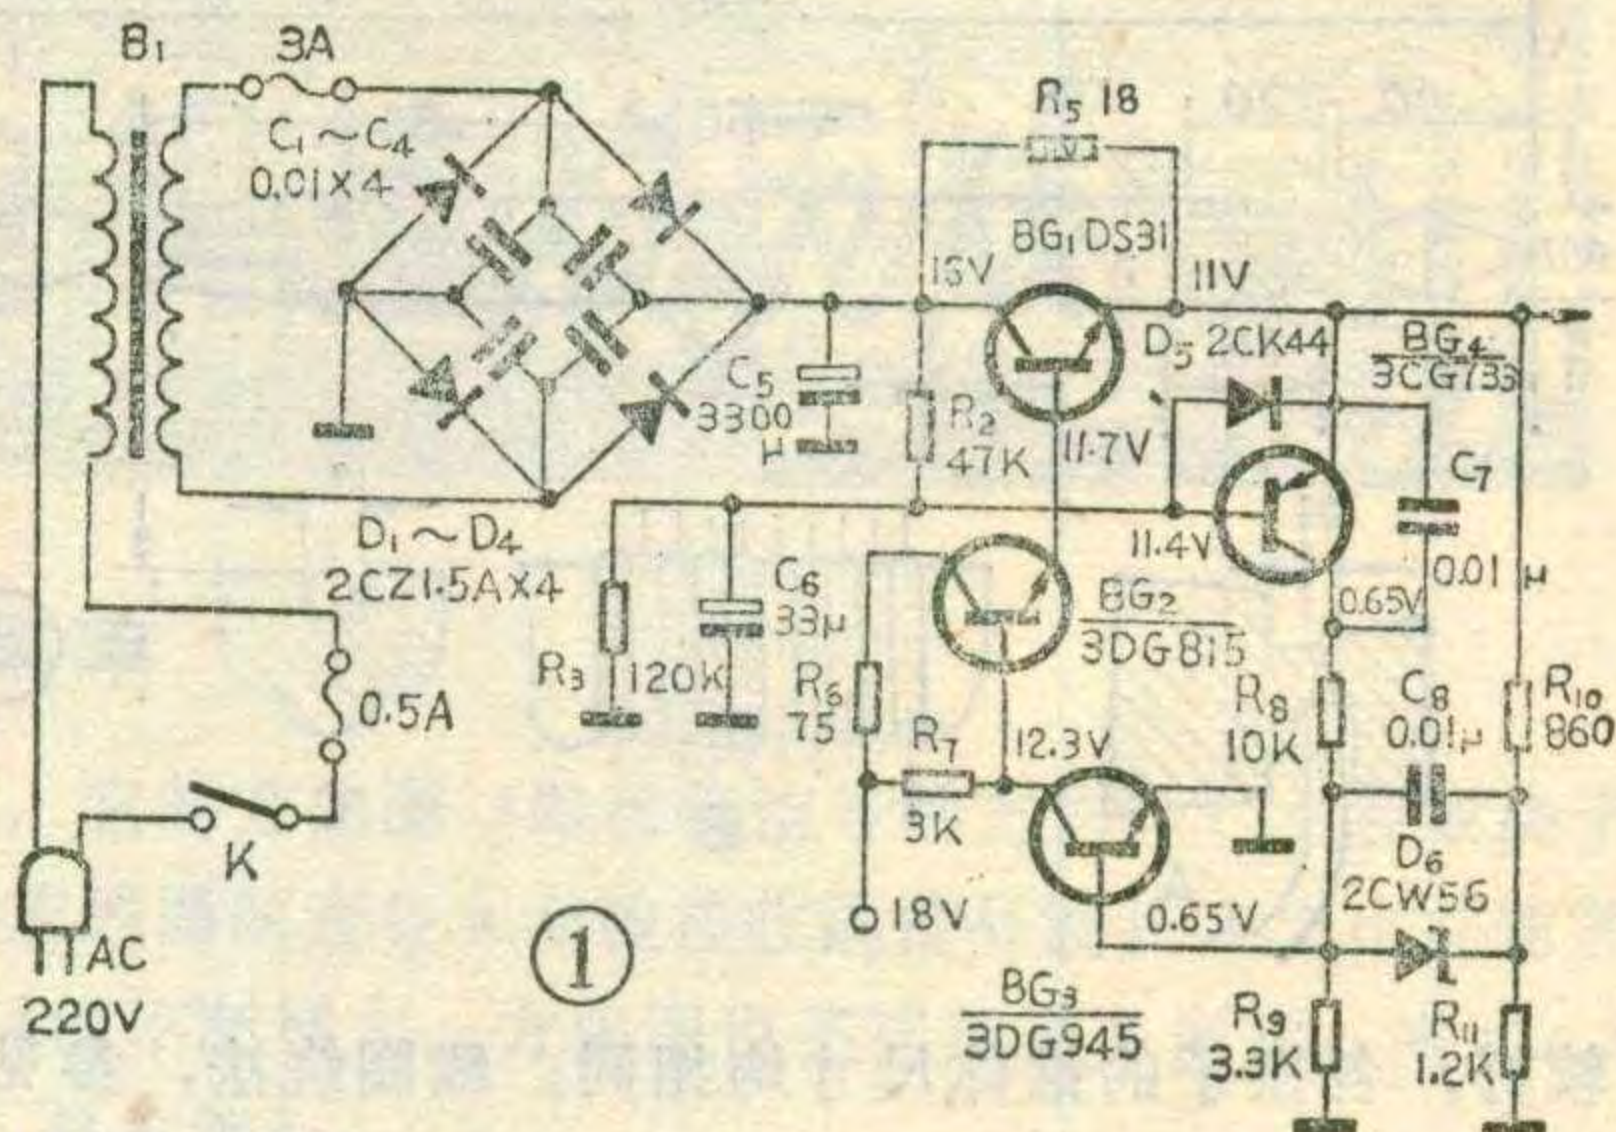 B₁
3A
C₁～C₄
0.01X4
R₅ 18
BG₁ DS31
11V
D₅ 2CK44
BG₄
3CG733
C₅
3300
μ
R₂
47K
11.7V
C₇
0.01 μ
11.4V
D₁～D₄
2CZ1.5AX4
C₆
33μ
R₃ 120K
BG₂
3DG815
0.65V
R₆
75
R₇
3K
12.3V
R₈
10K
C₈
0.01μ
R₁₀
860
0.5A
K
18V
0.65V
D₆
2CW56
AC
220V
①
BG₃
3DG945
R₉
3.3K
R₁₁
1.2K